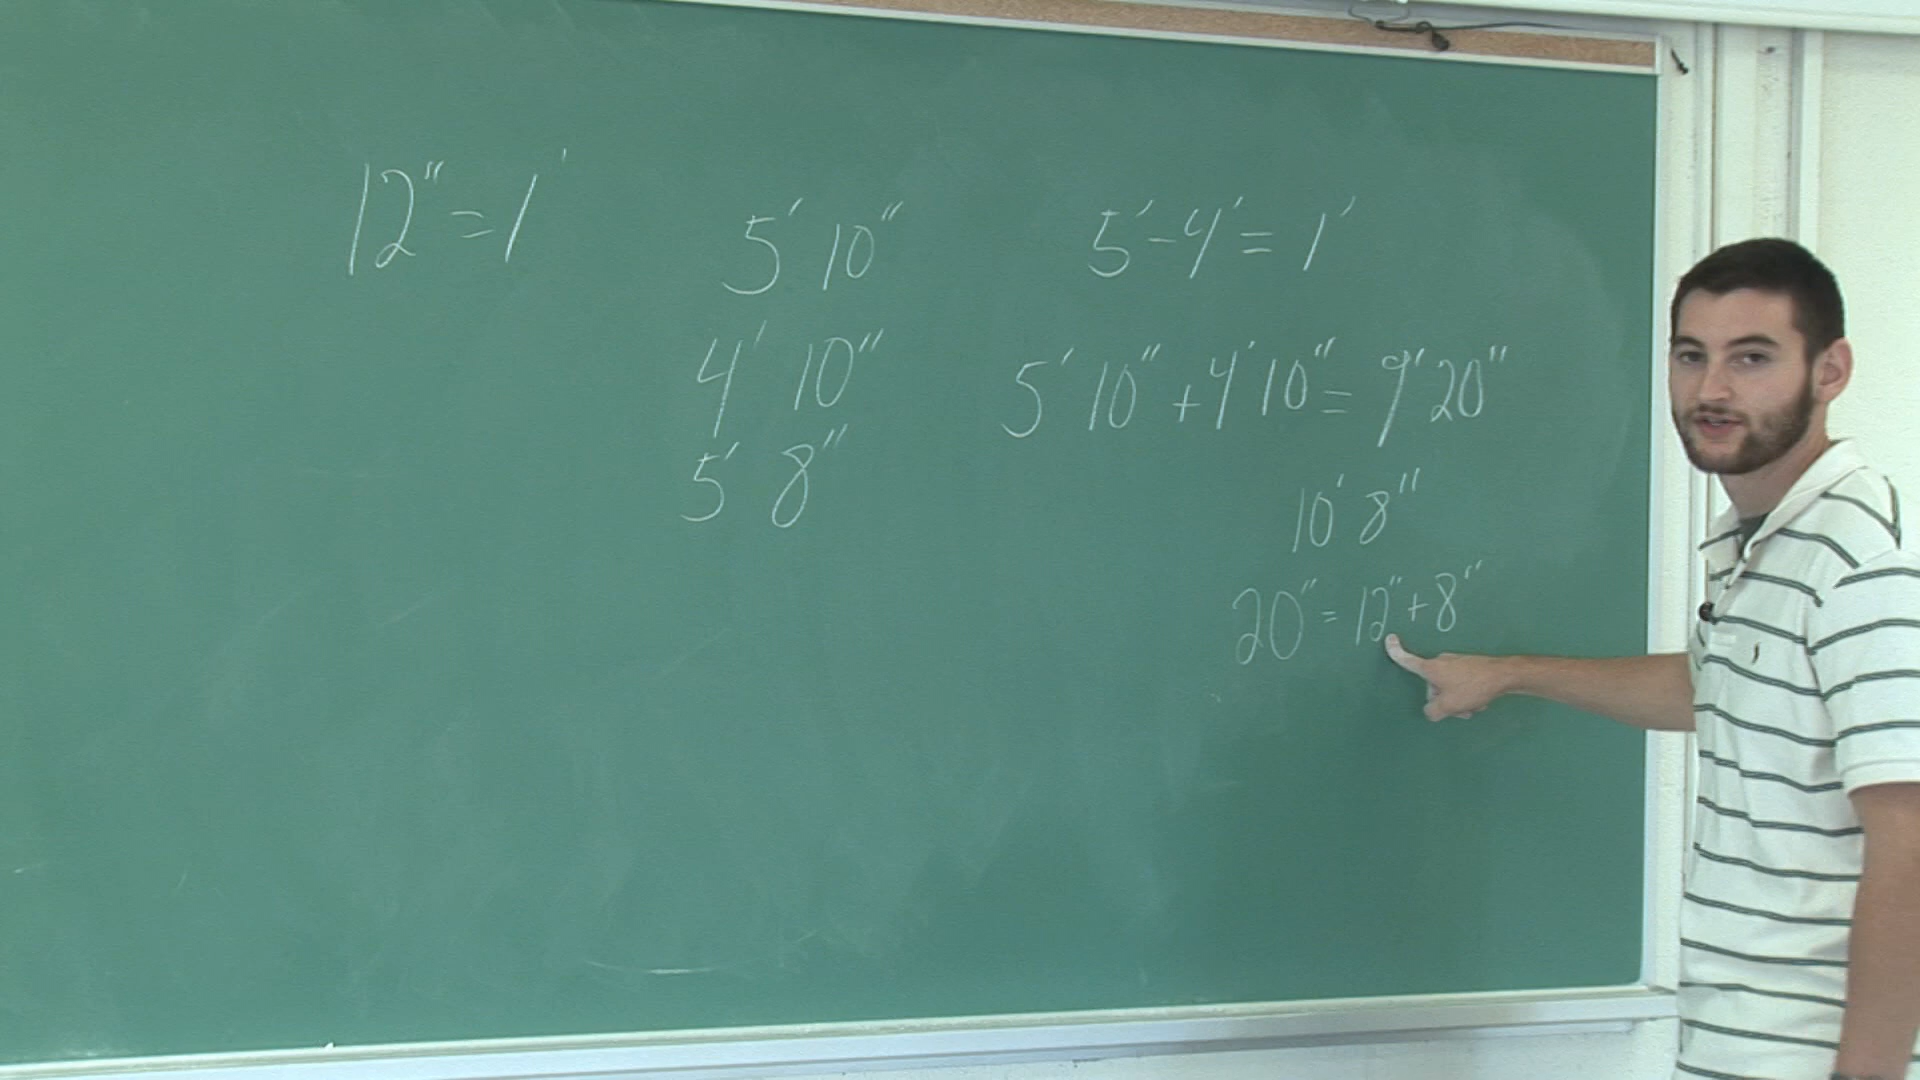 12" = 1'
5' 10"
4' 10"
5' 8"
5' - 4' = 1'
5' 10" + 4' 10" = 9' 20"
10' 8"
20" = 12" + 8"